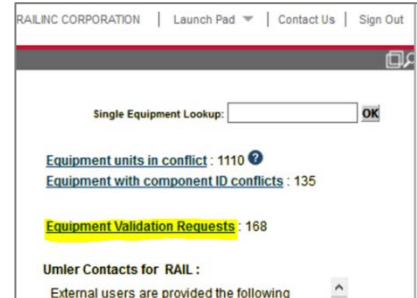 RAILINC CORPORATION | Launch Pad | Contact Us | Sign Out
Single Equipment Lookup: OK
Equipment units in conflict : 1110 ?
Equipment with component ID conflicts : 135
Equipment Validation Requests : 168
Umler Contacts for RAIL :
External users are provided the following